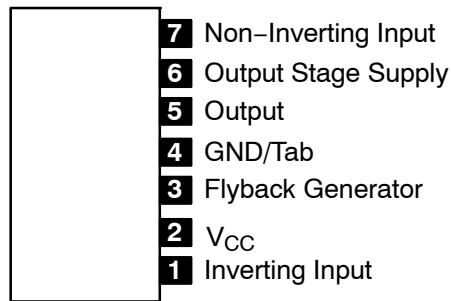 7 Non–Inverting Input
6 Output Stage Supply
5 Output
4 GND/Tab
3 Flyback Generator
2 VCC
1 Inverting Input